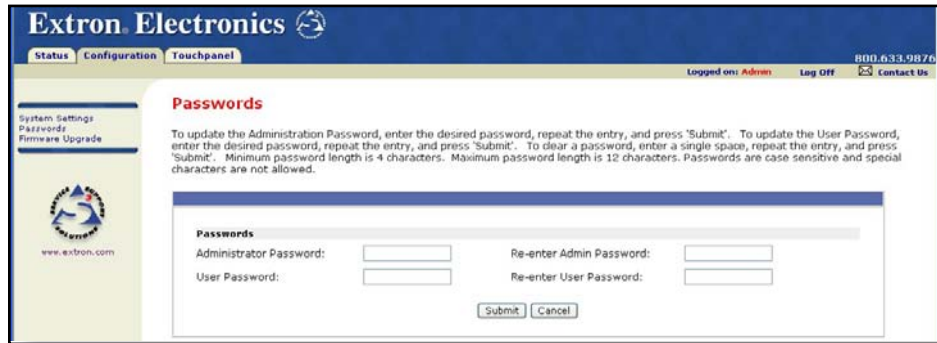 Extron. Electronics
Status Configuration Touchpanel
800.633.9876
Logged on: Admin Log Off Contact Us
System Settings
Passwords
Firmware Upgrade
SERVICE SUPPORT SOLUTIONS
S3
www.extron.com
Passwords
To update the Administration Password, enter the desired password, repeat the entry, and press 'Submit'. To update the User Password,
enter the desired password, repeat the entry, and press 'Submit'. To clear a password, enter a single space, repeat the entry, and press
'Submit'. Minimum password length is 4 characters. Maximum password length is 12 characters. Passwords are case sensitive and special
characters are not allowed.
Passwords
Administrator Password: Re-enter Admin Password:
User Password: Re-enter User Password:
Submit Cancel